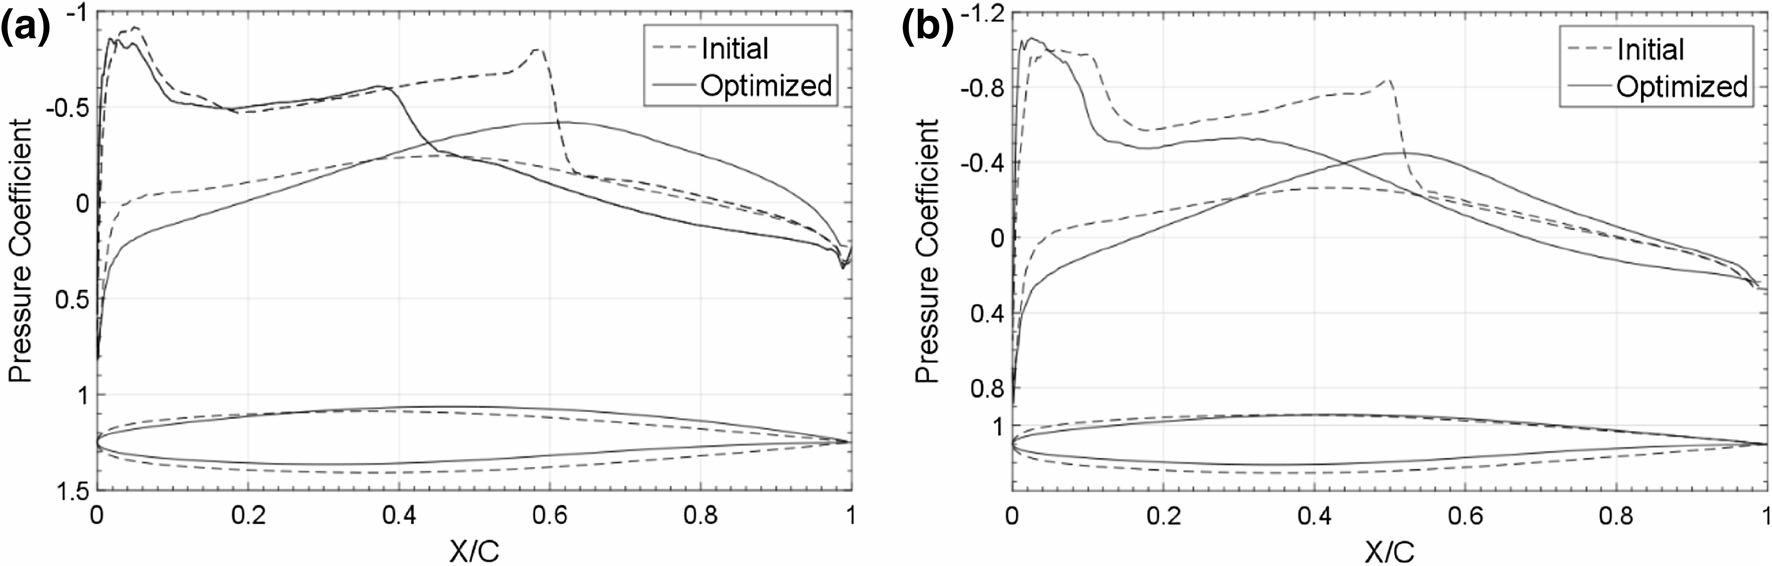 (a)
-1
-0.5
0
0.5
1
1.5
Pressure Coefficient
Initial
Optimized
0
0.2
0.4
0.6
0.8
1
X/C
(b)
-1.2
-0.8
-0.4
0
0.4
0.8
1
Pressure Coefficient
Initial
Optimized
0
0.2
0.4
0.6
0.8
1
X/C